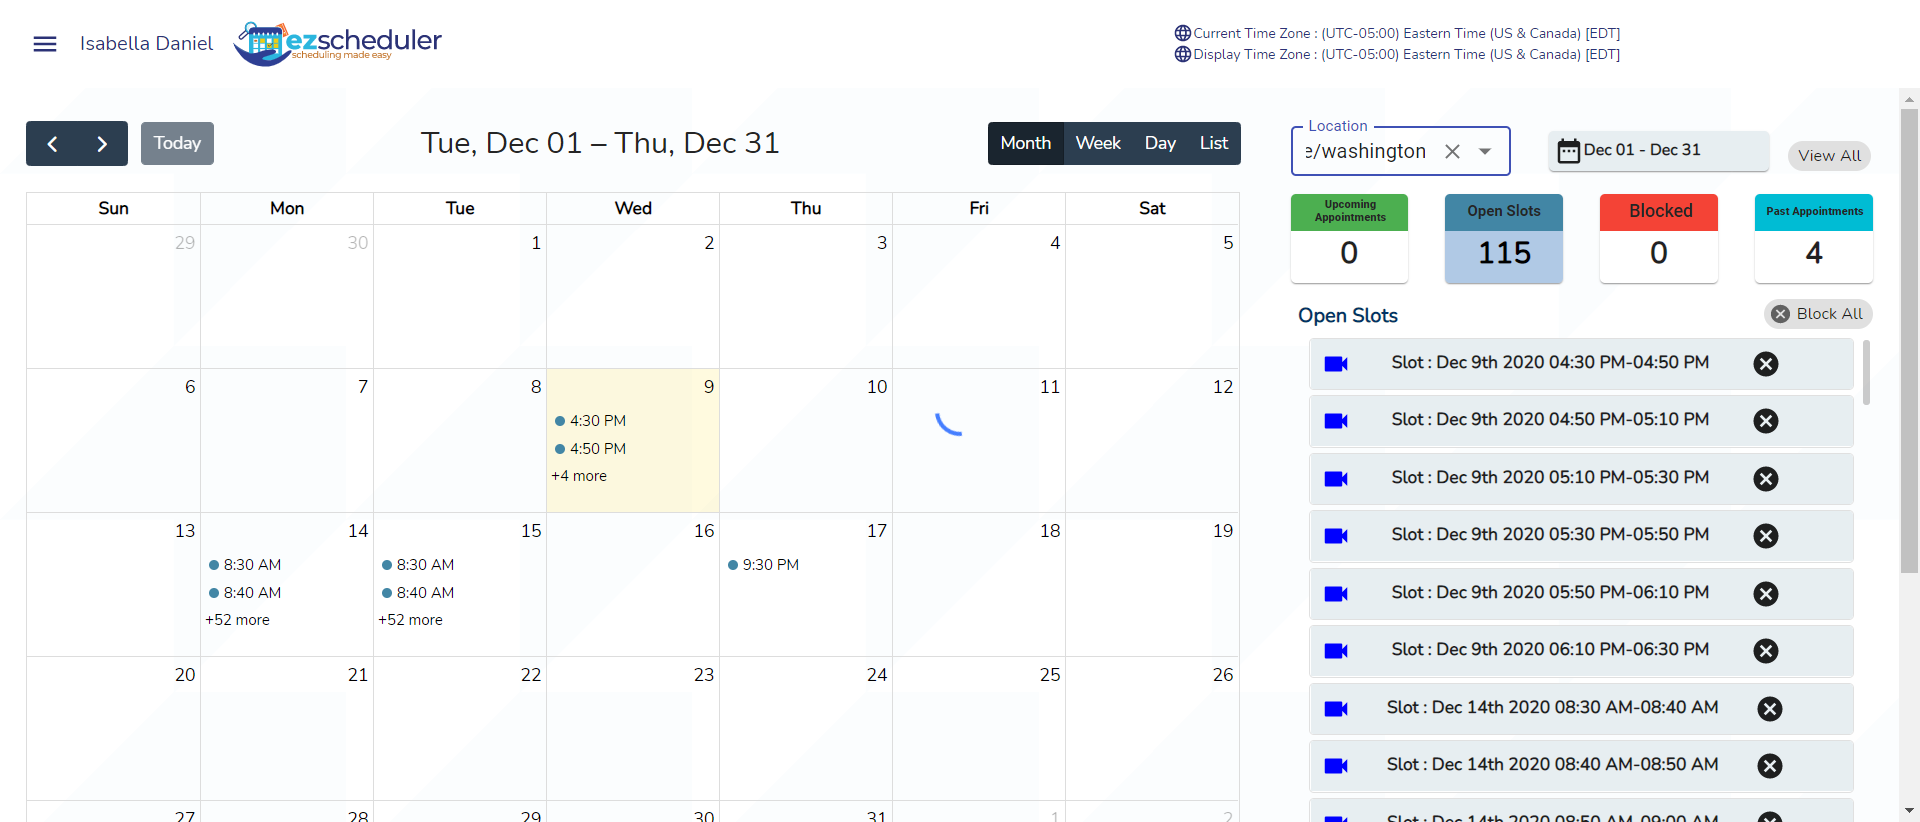 Isabella Daniel
ezscheduler
scheduling made easy
Current Time Zone : (UTC-05:00) Eastern Time (US & Canada) [EDT]
Display Time Zone : (UTC-05:00) Eastern Time (US & Canada) [EDT]
Today
Tue, Dec 01 – Thu, Dec 31
Month Week Day List
Sun Mon Tue Wed Thu Fri Sat
29 30 1 2 3 4 5
6 7 8 9 10 11 12
4:30 PM
4:50 PM
+4 more
13 14 15 16 17 18 19
8:30 AM 8:30 AM 9:30 PM
8:40 AM 8:40 AM
+52 more +52 more
20 21 22 23 24 25 26
27 28 29 30 31 1 2
Location
e/washington
Dec 01 - Dec 31
View All
Upcoming
Appointments
0
Open Slots
115
Blocked
0
Past Appointments
4
Open Slots
Block All
Slot : Dec 9th 2020 04:30 PM-04:50 PM
Slot : Dec 9th 2020 04:50 PM-05:10 PM
Slot : Dec 9th 2020 05:10 PM-05:30 PM
Slot : Dec 9th 2020 05:30 PM-05:50 PM
Slot : Dec 9th 2020 05:50 PM-06:10 PM
Slot : Dec 9th 2020 06:10 PM-06:30 PM
Slot : Dec 14th 2020 08:30 AM-08:40 AM
Slot : Dec 14th 2020 08:40 AM-08:50 AM
Slot : Dec 14th 2020 08:50 AM-09:00 AM